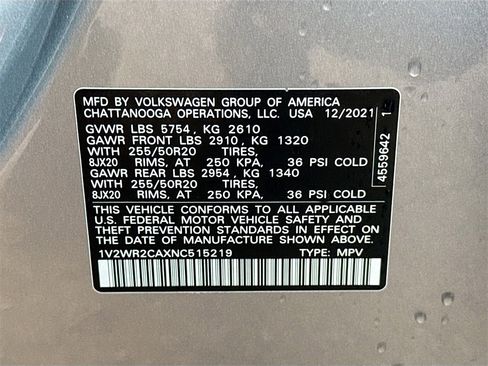 MFD BY VOLKSWAGEN GROUP OF AMERICA
CHATTANOOGA OPERATIONS, LLC. USA 12/2021
GVWR LBS 5754, KG 2610
GAWR FRONT LBS 2910, KG 1320
WITH 255/50R20 TIRES,
8JX20 RIMS, AT 250 KPA, 36 PSI COLD
GAWR REAR LBS 2954, KG 1340
WITH 255/50R20 TIRES,
8JX20 RIMS, AT 250 KPA, 36 PSI COLD
THIS VEHICLE CONFORMS TO ALL APPLICABLE
U.S. FEDERAL MOTOR VEHICLE SAFETY AND
THEFT PREVENTION STANDARDS IN EFFECT ON
THE DATE OF MANUFACTURE SHOWN ABOVE.
1V2WR2CAXNC515219 TYPE: MPV
4559642 1